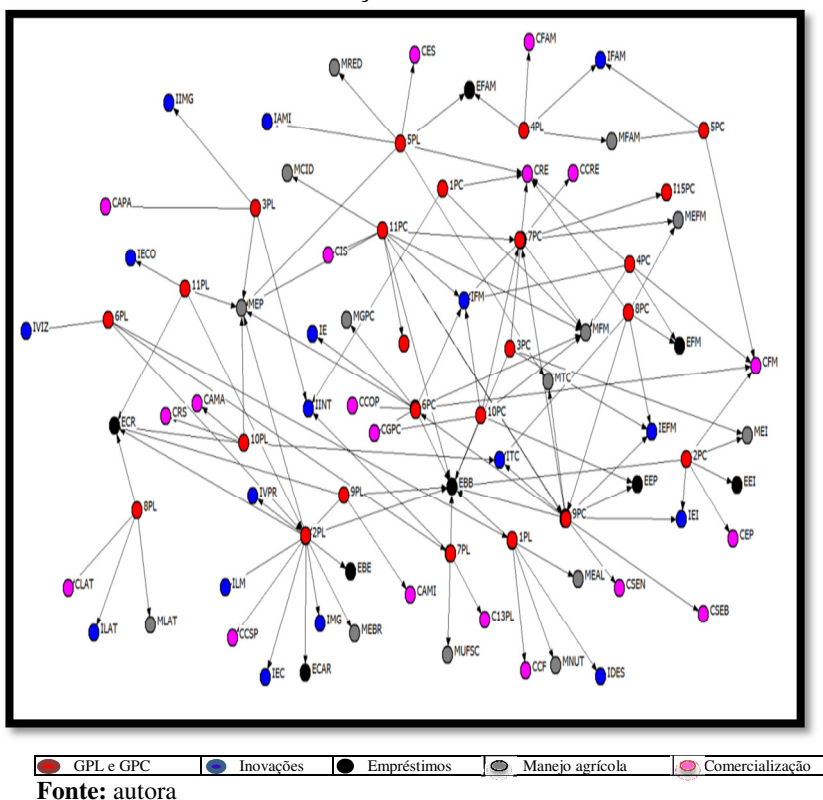 CFAM
CES
IFAM
MRED
EFAM
IIMG
IAMI
4PL
5PC
5PL
MFAM
MCID
CRE
CCRE
1PC
I15PC
CAPA
3PL
MEFM
11PC
7PC
CIS
IECO
4PC
11PL
IFM
MEP
8PC
6PL
MGPC
IVIZ
IE
MFM
EFM
3PC
CFM
MTC
CAMA
CCOP
IINT
6PC
CRS
10PC
ECR
CGPC
IEFM
MEI
10PL
ITC
2PC
EBB
EEP
EEI
IVPR
9PL
8PL
9PC
IEI
2PL
1PL
CEP
7PL
EBE
MEAL
CLAT
ILM
CAMI
CSEN
CSEB
C13PL
MLAT
IMG
ILAT
MEBR
CCSP
MUFSC
MNUT
CCF
ECAR
IEC
IDES
GPL e GPC Inovações Empréstimos Manejo agrícola Comercialização
Fonte: autora